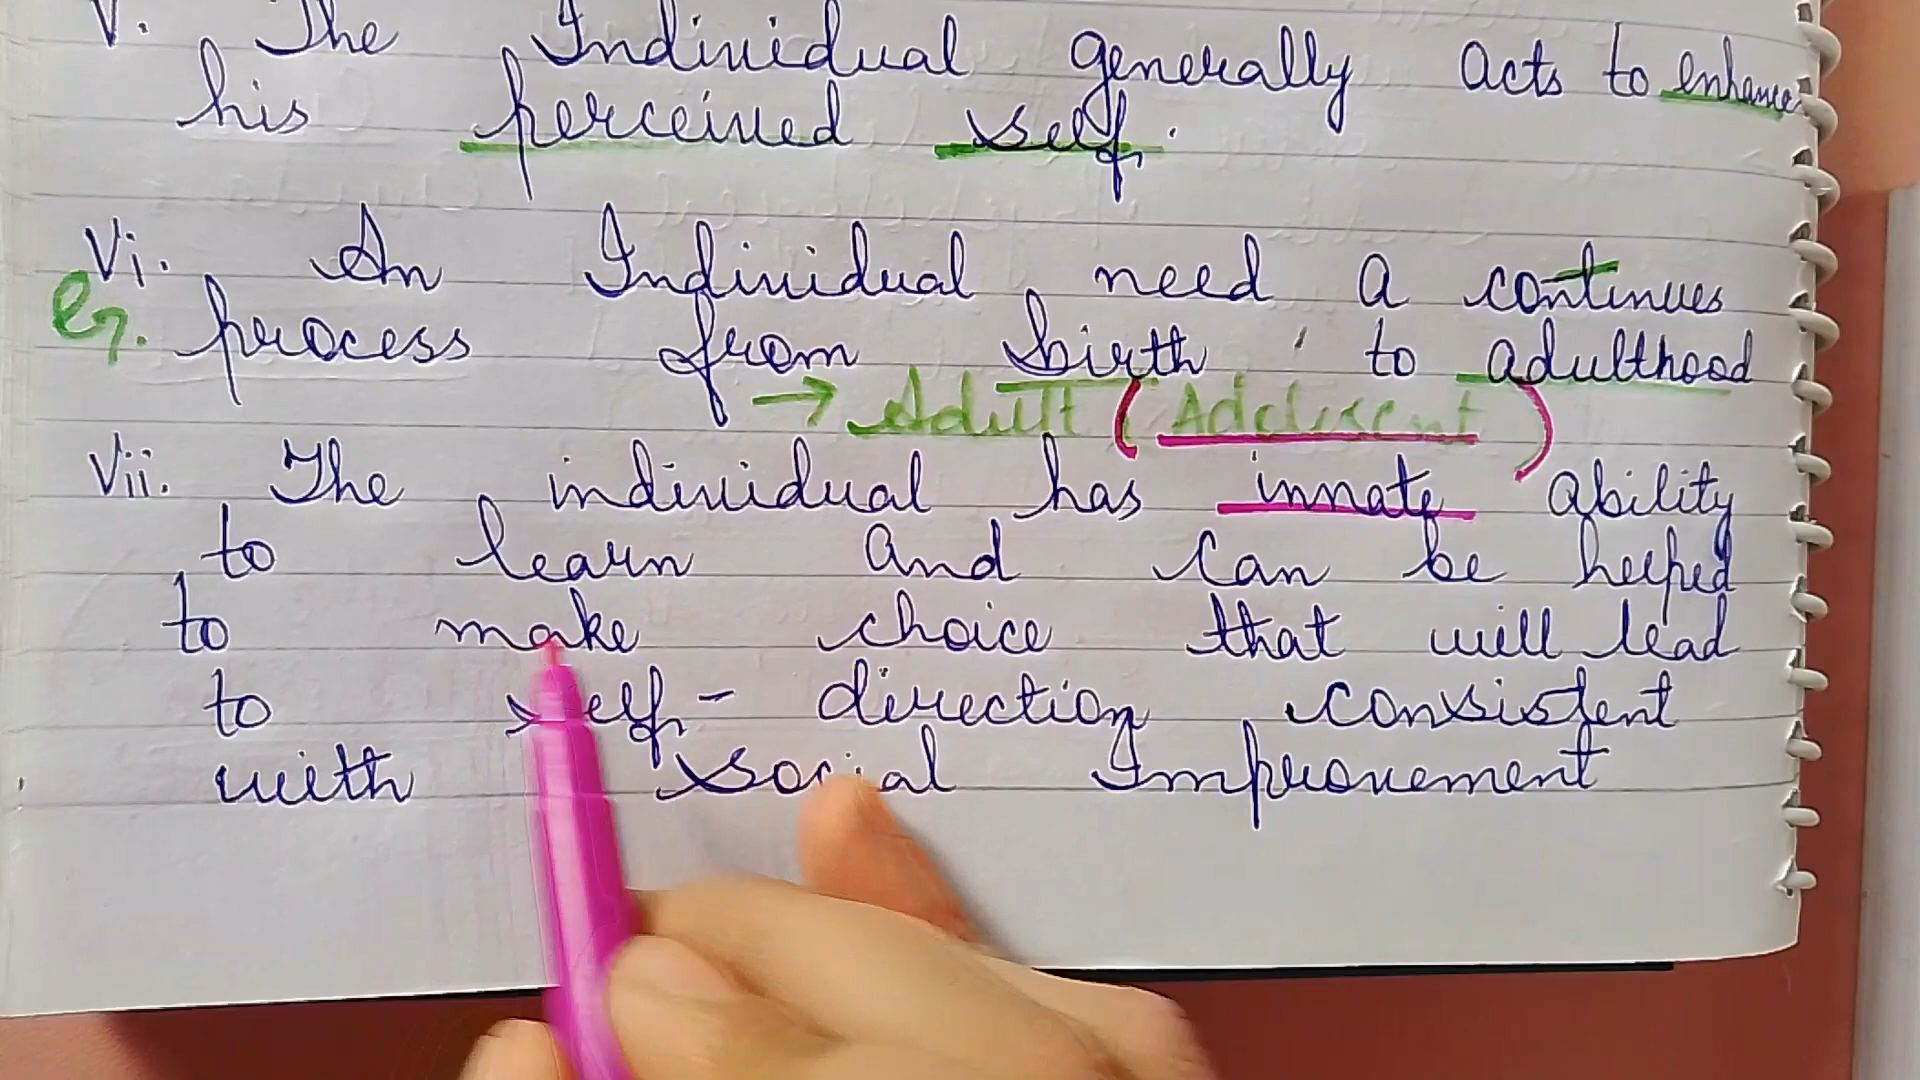 V. The Individual generally acts to enhance
his perceived self.
Vi. An Individual need a continues
eg. process from birth to adulthood
→ Adult (Adolescent)
Vii. The individual has innate ability
to learn and can be helped
to make choice that will lead
to self- direction consistent
with social Improvement